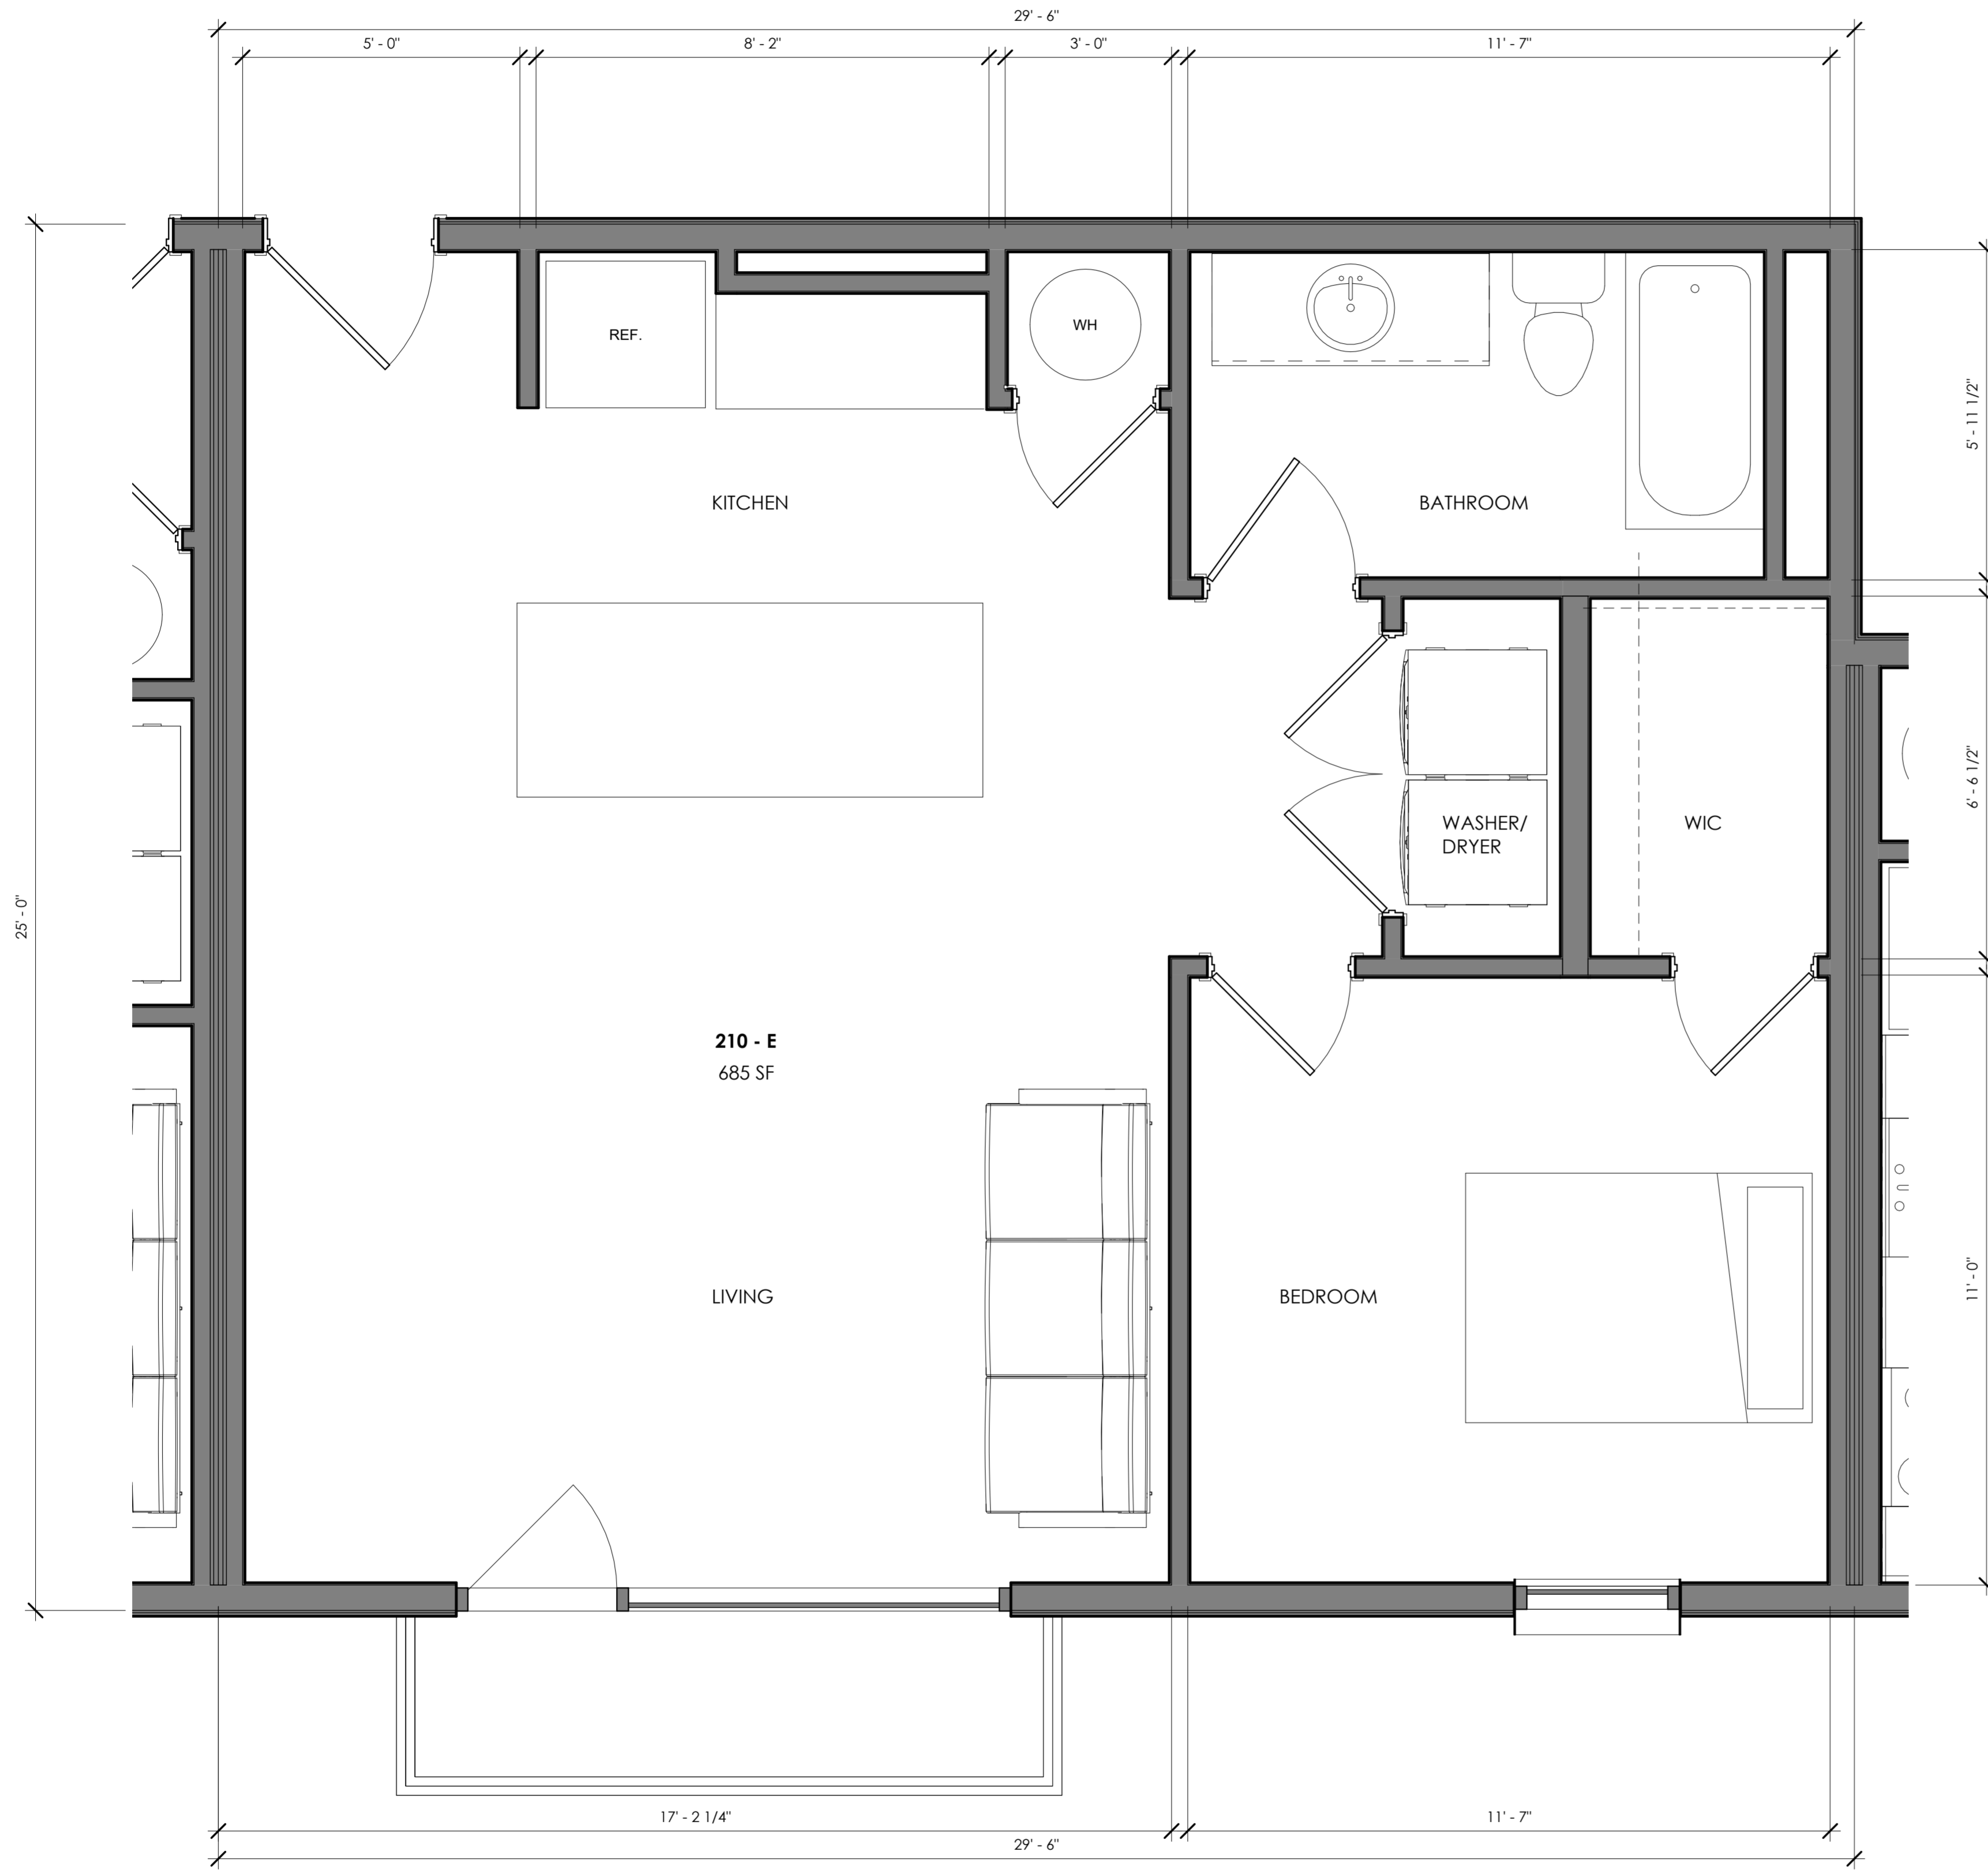 29' - 6"
5' - 0"
8' - 2"
3' - 0"
11' - 7"
REF.
WH
KITCHEN
BATHROOM
5' - 11 1/2"
WASHER/
DRYER
WIC
6' - 6 1/2"
25' - 0"
210 - E
685 SF
LIVING
BEDROOM
11' - 0"
17' - 2 1/4"
11' - 7"
29' - 6"